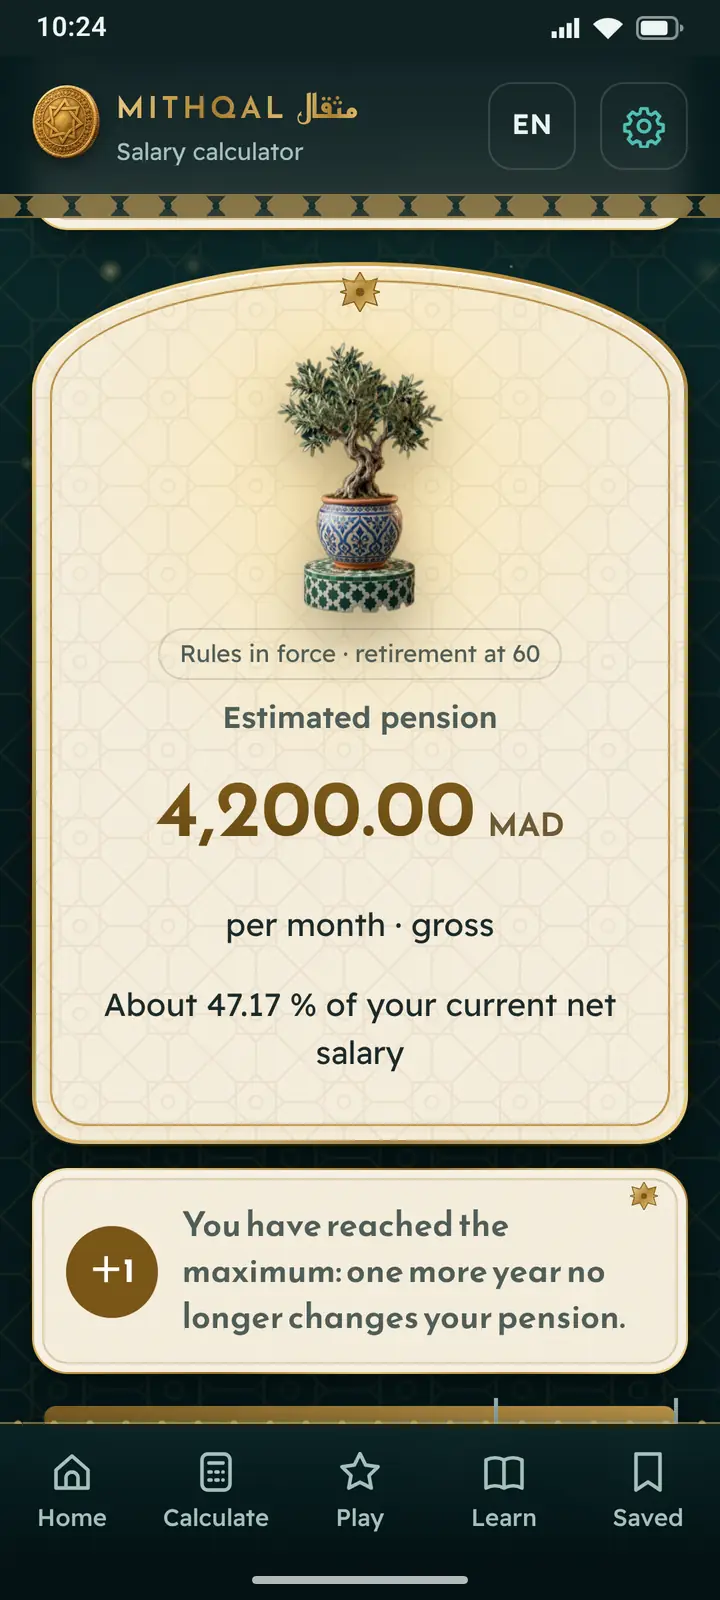 10:24
MITHQAL مثقال
Salary calculator
EN
Rules in force · retirement at 60
Estimated pension
4,200.00 MAD
per month · gross
About 47.17 % of your current net
salary
+1
You have reached the
maximum: one more year no
longer changes your pension.
Home
Calculate
Play
Learn
Saved